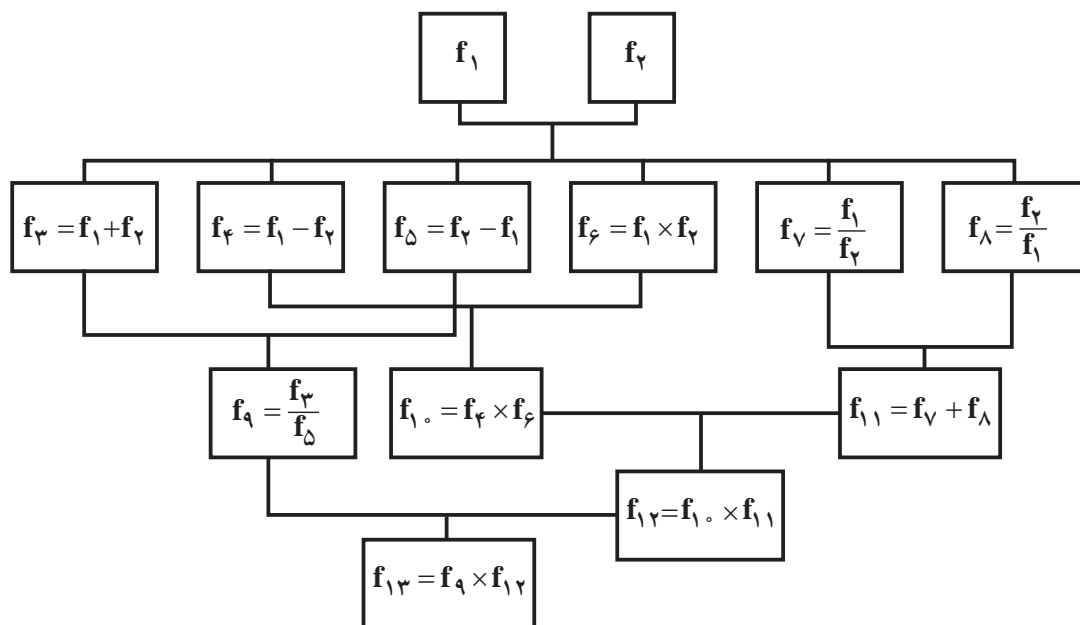 f۱
f۲
f۳ = f۱+f۲
f۴ = f۱ − f۲
f۵ = f۲ − f۱
f۶ = f۱ × f۲
f۷ = f۱/f۲
f۸ = f۲/f۱
f۹ = f۳/f۵
f۱۰ = f۴ × f۶
f۱۱ = f۷ + f۸
f۱۲=f۱۰ × f۱۱
f۱۳ = f۹ × f۱۲